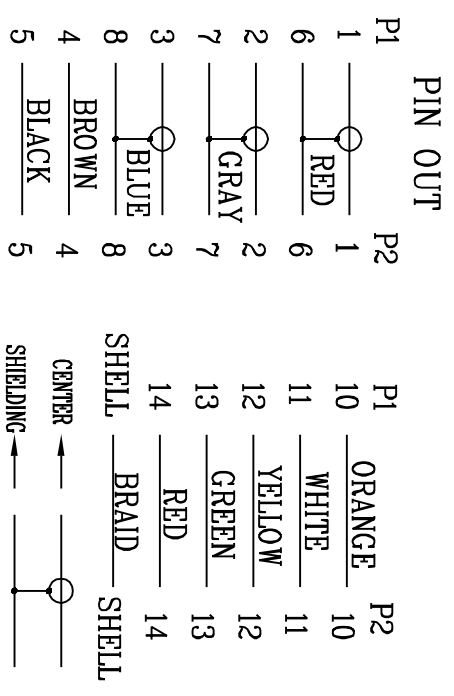 PIN OUT
P1 P2
1 1
RED
6 6
2 2
GRAY
7 7
3 3
BLUE
8 8
BROWN
4 4
BLACK
5 5
P1 P2
10 ORANGE 10
11 WHITE 11
12 YELLOW 12
13 GREEN 13
14 RED 14
SHELL BRAID SHELL
CENTER
SHIELDING